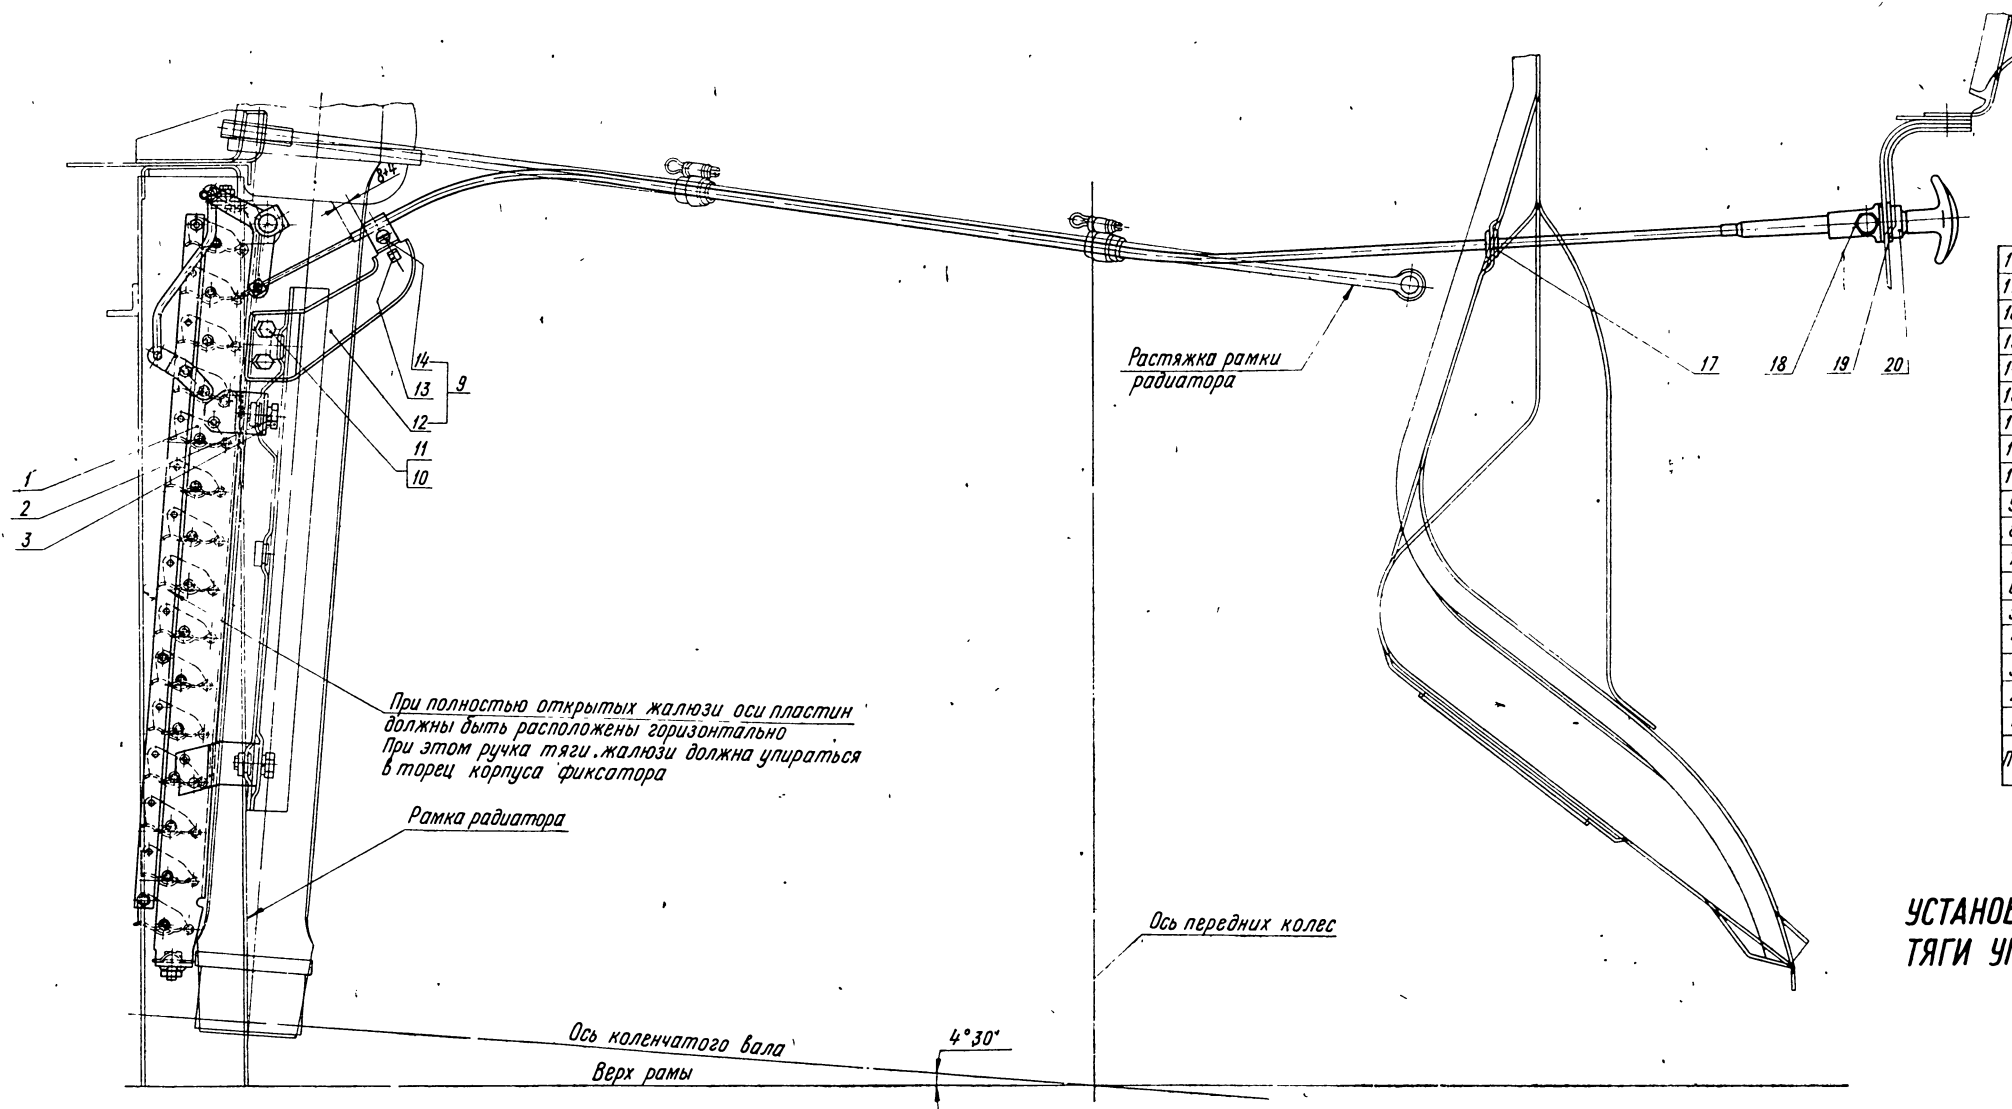 8+4
14
13
9
12
11
10
1
2
3
Растяжка рамки
радиатора
17
18
19
20
При полностью открытых жалюзи оси пластин
должны быть расположены горизонтально
При этом ручка тяги жалюзи должна упираться
в торец корпуса фиксатора
Рамка радиатора
Ось передних колес
ТЯГИ
Ось коленчатого вала
4°30'
Верх рамы